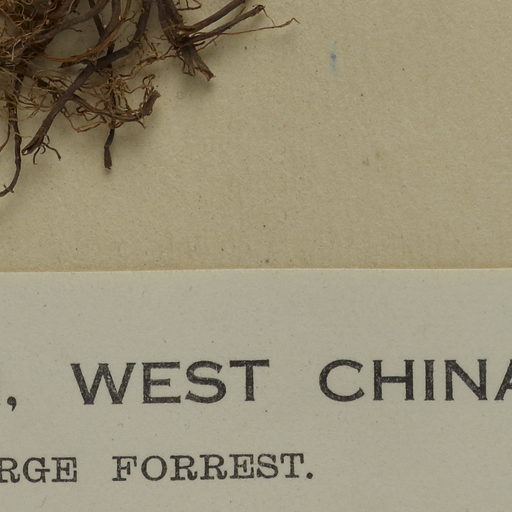 , WEST CHINA
RGE FORREST.